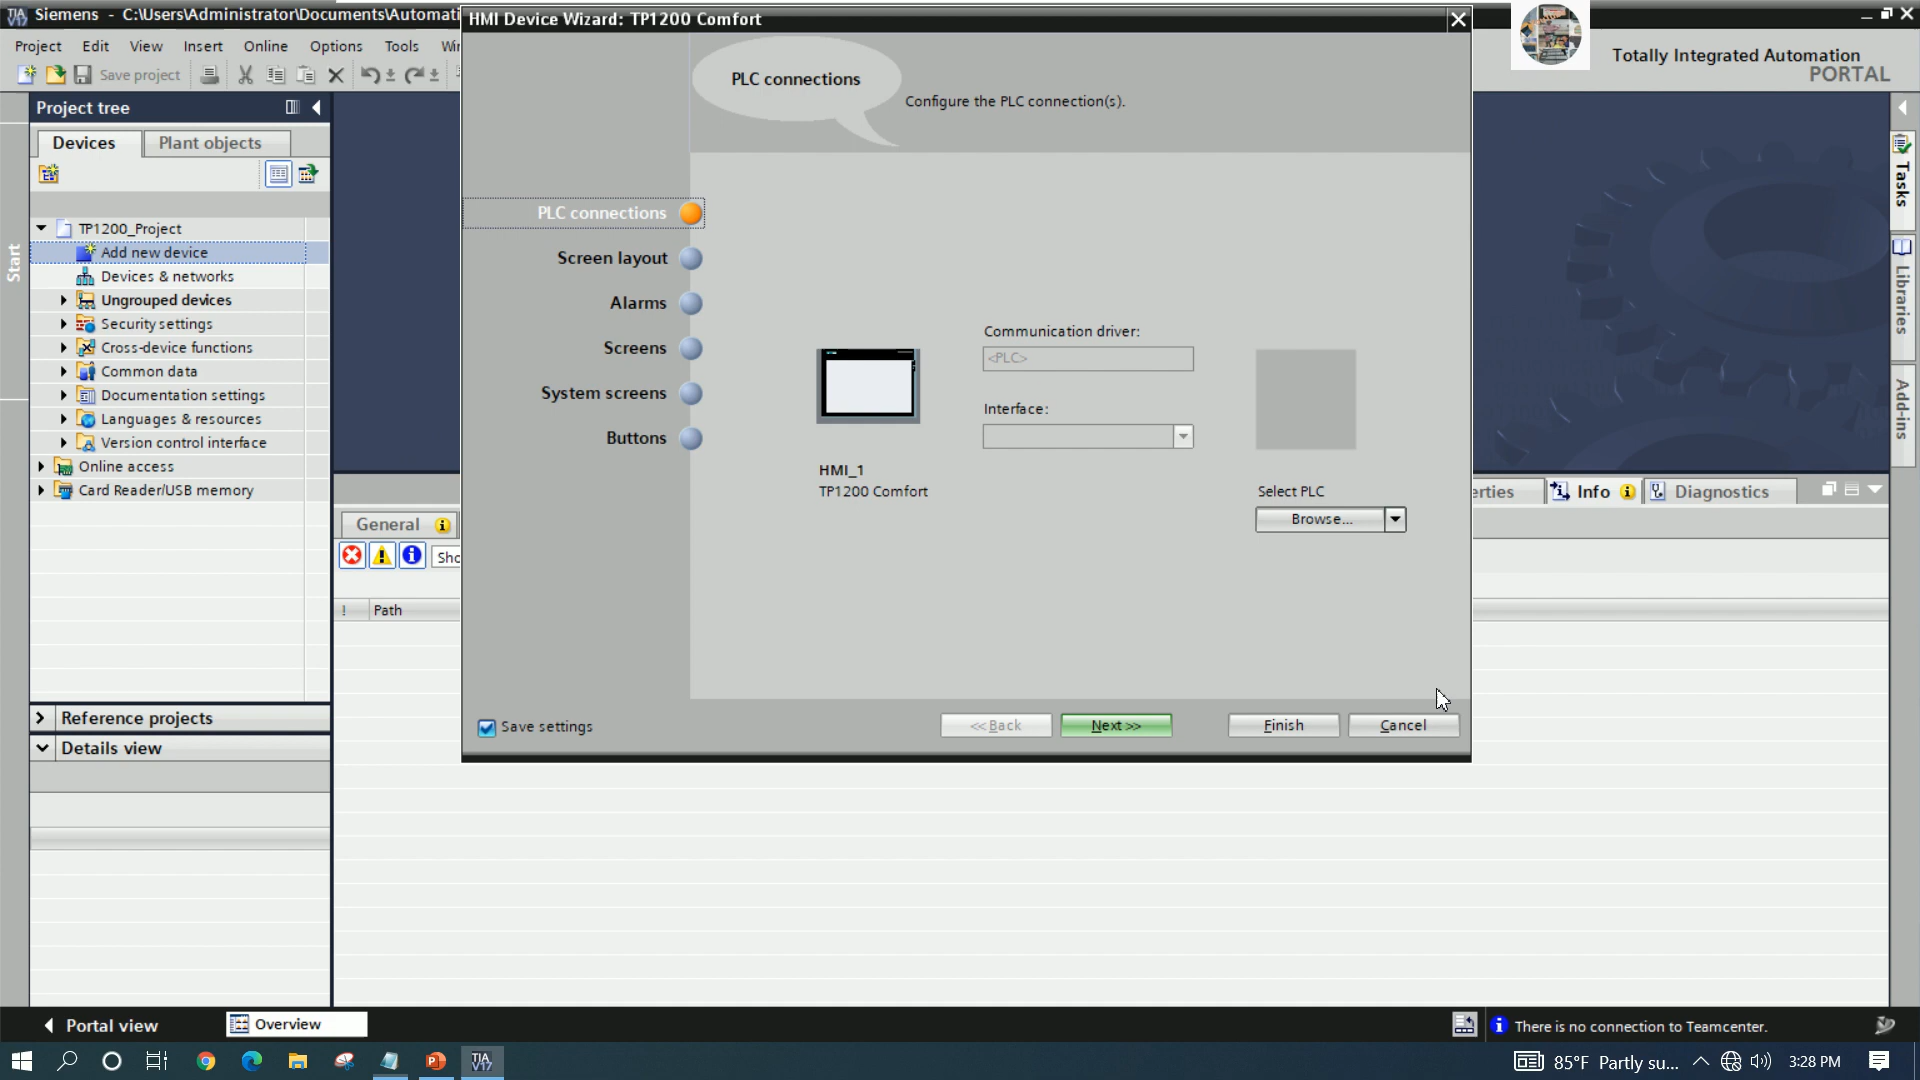 Siemens - C:\Users\Administrator\Documents\Automati
HMI Device Wizard: TP1200 Comfort
Project Edit View Insert Online Options Tools Wi
Save project
Totally Integrated Automation
PORTAL
Project tree
Devices
Plant objects
Start
TP1200_Project
Add new device
Devices & networks
Ungrouped devices
Security settings
Cross-device functions
Common data
Documentation settings
Languages & resources
Version control interface
Online access
Card Reader/USB memory
Reference projects
Details view
PLC connections
Configure the PLC connection(s).
PLC connections
Screen layout
Alarms
Screens
System screens
Buttons
Communication driver:
<PLC>
Interface:
HMI_1
TP1200 Comfort
Select PLC
Browse...
Save settings
<< Back
Next >>
Finish
Cancel
General
Sho
! Path
erties
Info
Diagnostics
Tasks
Libraries
Add-ins
Portal view
Overview
There is no connection to Teamcenter.
TIA
V17
85°F Partly su...
3:28 PM